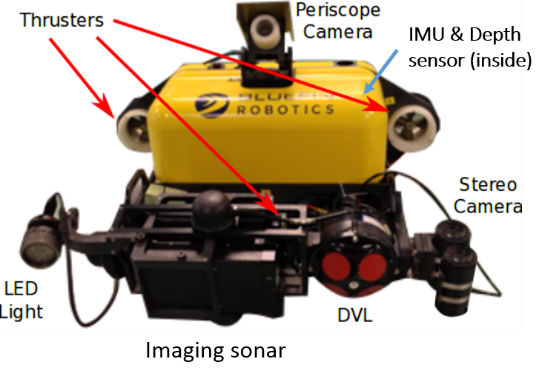 Thrusters
Periscope
Camera
IMU & Depth
sensor (inside)
BLUEFIN
ROBOTICS
Stereo
Camera
LED
Light
DVL
Imaging sonar